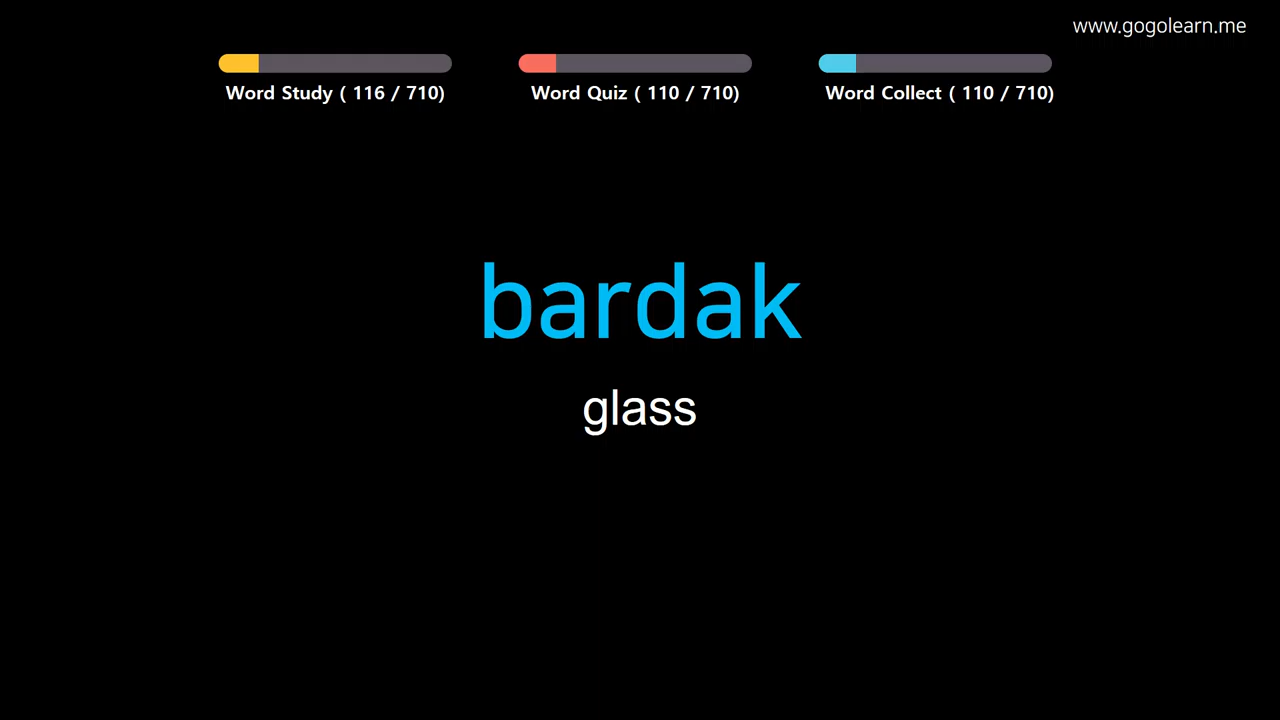 www.gogolearn.me
Word Study ( 116 / 710)
Word Quiz ( 110 / 710)
Word Collect ( 110 / 710)
bardak
glass